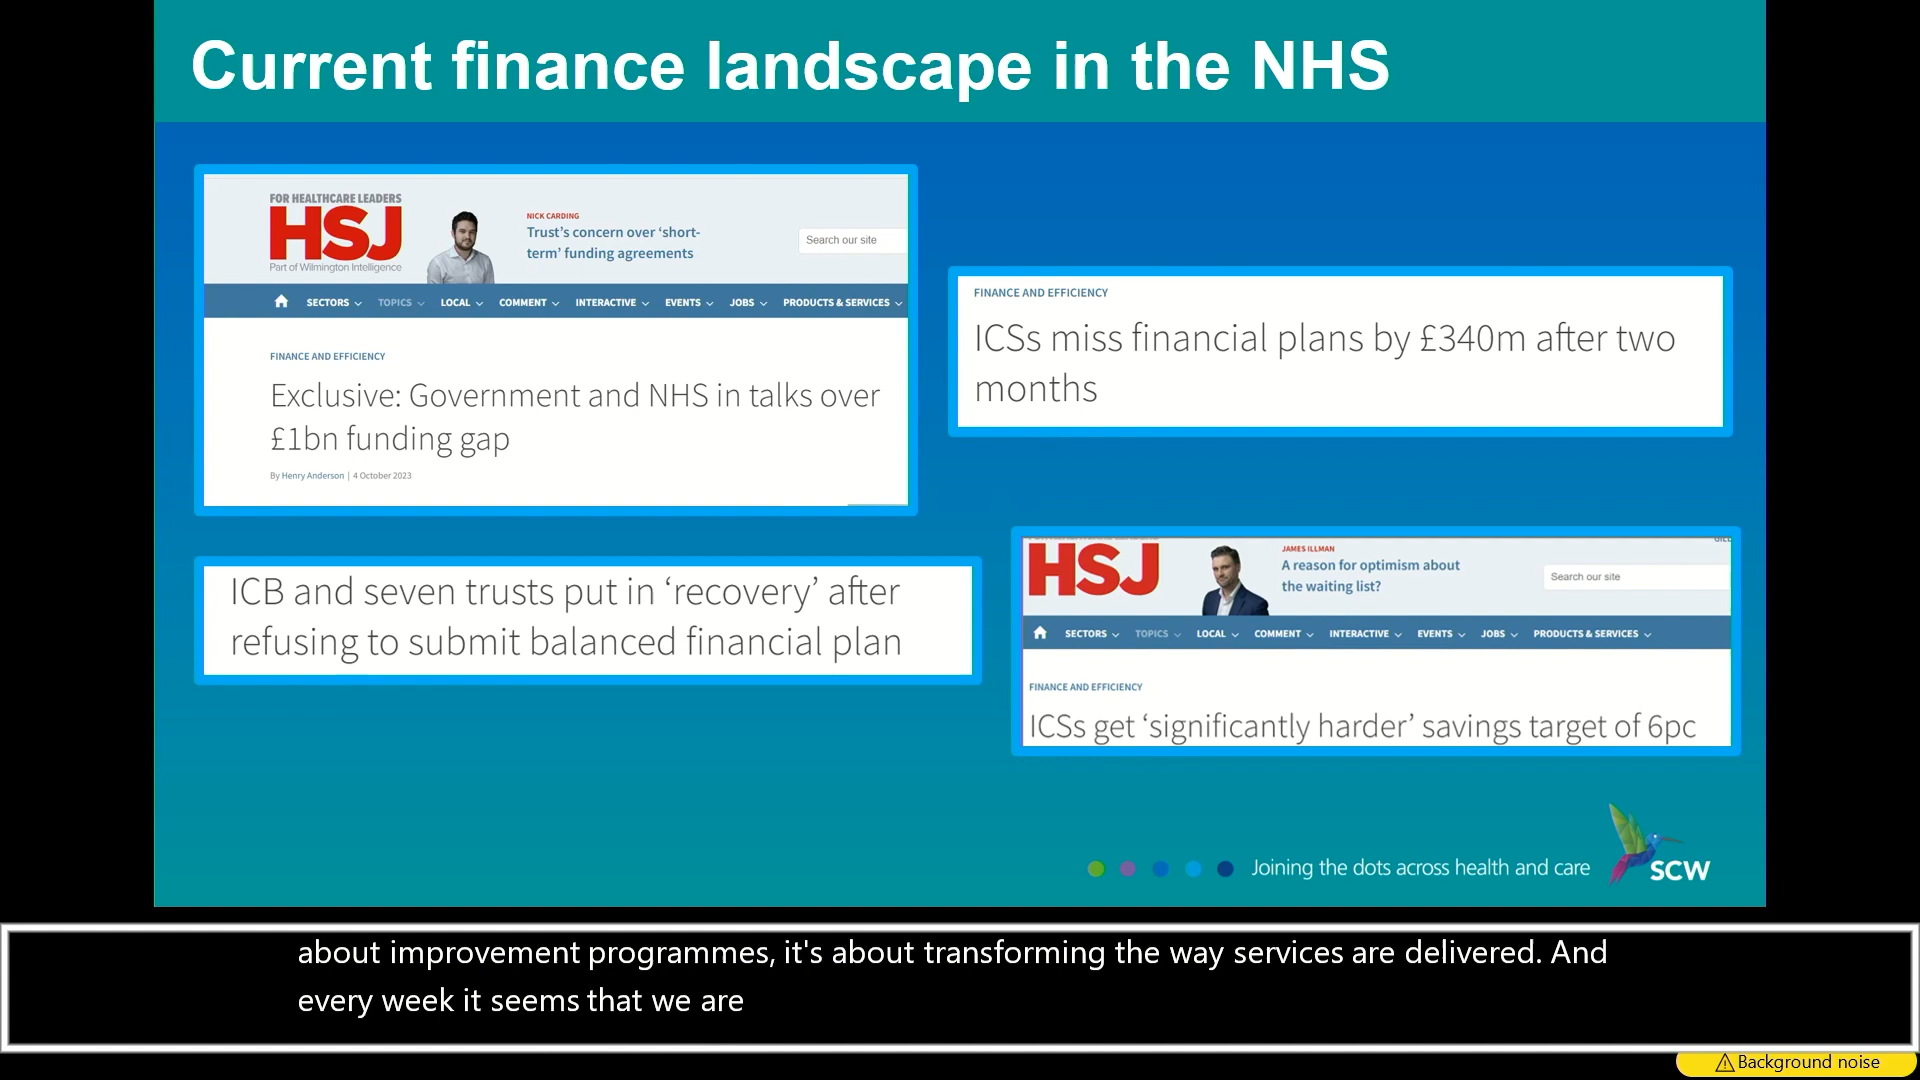 Current finance landscape in the NHS
FOR HEALTHCARE LEADERS
HSJ
Part of Wilmington Intelligence
NICK CARDING
Trust’s concern over ‘short-
term’ funding agreements
Search our site
SECTORS TOPICS LOCAL COMMENT INTERACTIVE EVENTS JOBS PRODUCTS & SERVICES
FINANCE AND EFFICIENCY
Exclusive: Government and NHS in talks over
£1bn funding gap
By Henry Anderson | 4 October 2023
FINANCE AND EFFICIENCY
ICSs miss financial plans by £340m after two
months
ICB and seven trusts put in ‘recovery’ after
refusing to submit balanced financial plan
HSJ
JAMES ILLMAN
A reason for optimism about
the waiting list?
Search our site
SECTORS TOPICS LOCAL COMMENT INTERACTIVE EVENTS JOBS PRODUCTS & SERVICES
FINANCE AND EFFICIENCY
ICSs get ‘significantly harder’ savings target of 6pc
Joining the dots across health and care
SCW
about improvement programmes, it's about transforming the way services are delivered. And
every week it seems that we are
Background noise